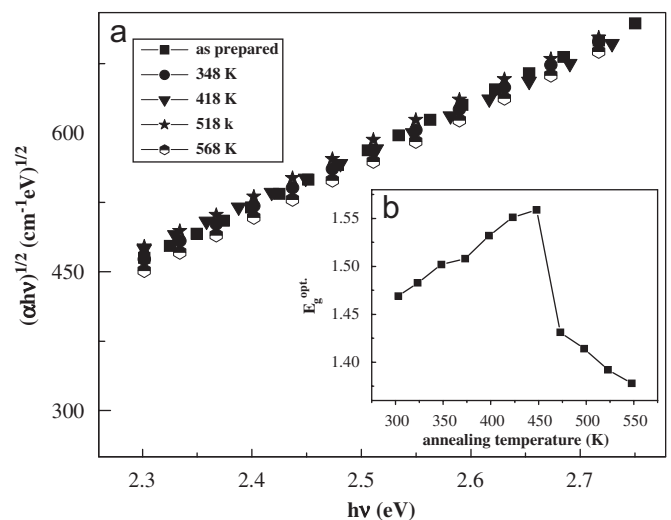 a
as prepared
348 K
418 K
518 k
568 K
600
450
300
(αhν)^1/2 (cm^-1eV)^1/2
2.3 2.4 2.5 2.6 2.7
hν (eV)
b
1.55
1.50
1.45
1.40
E_g^opt.
300 350 400 450 500 550
annealing temperature (K)